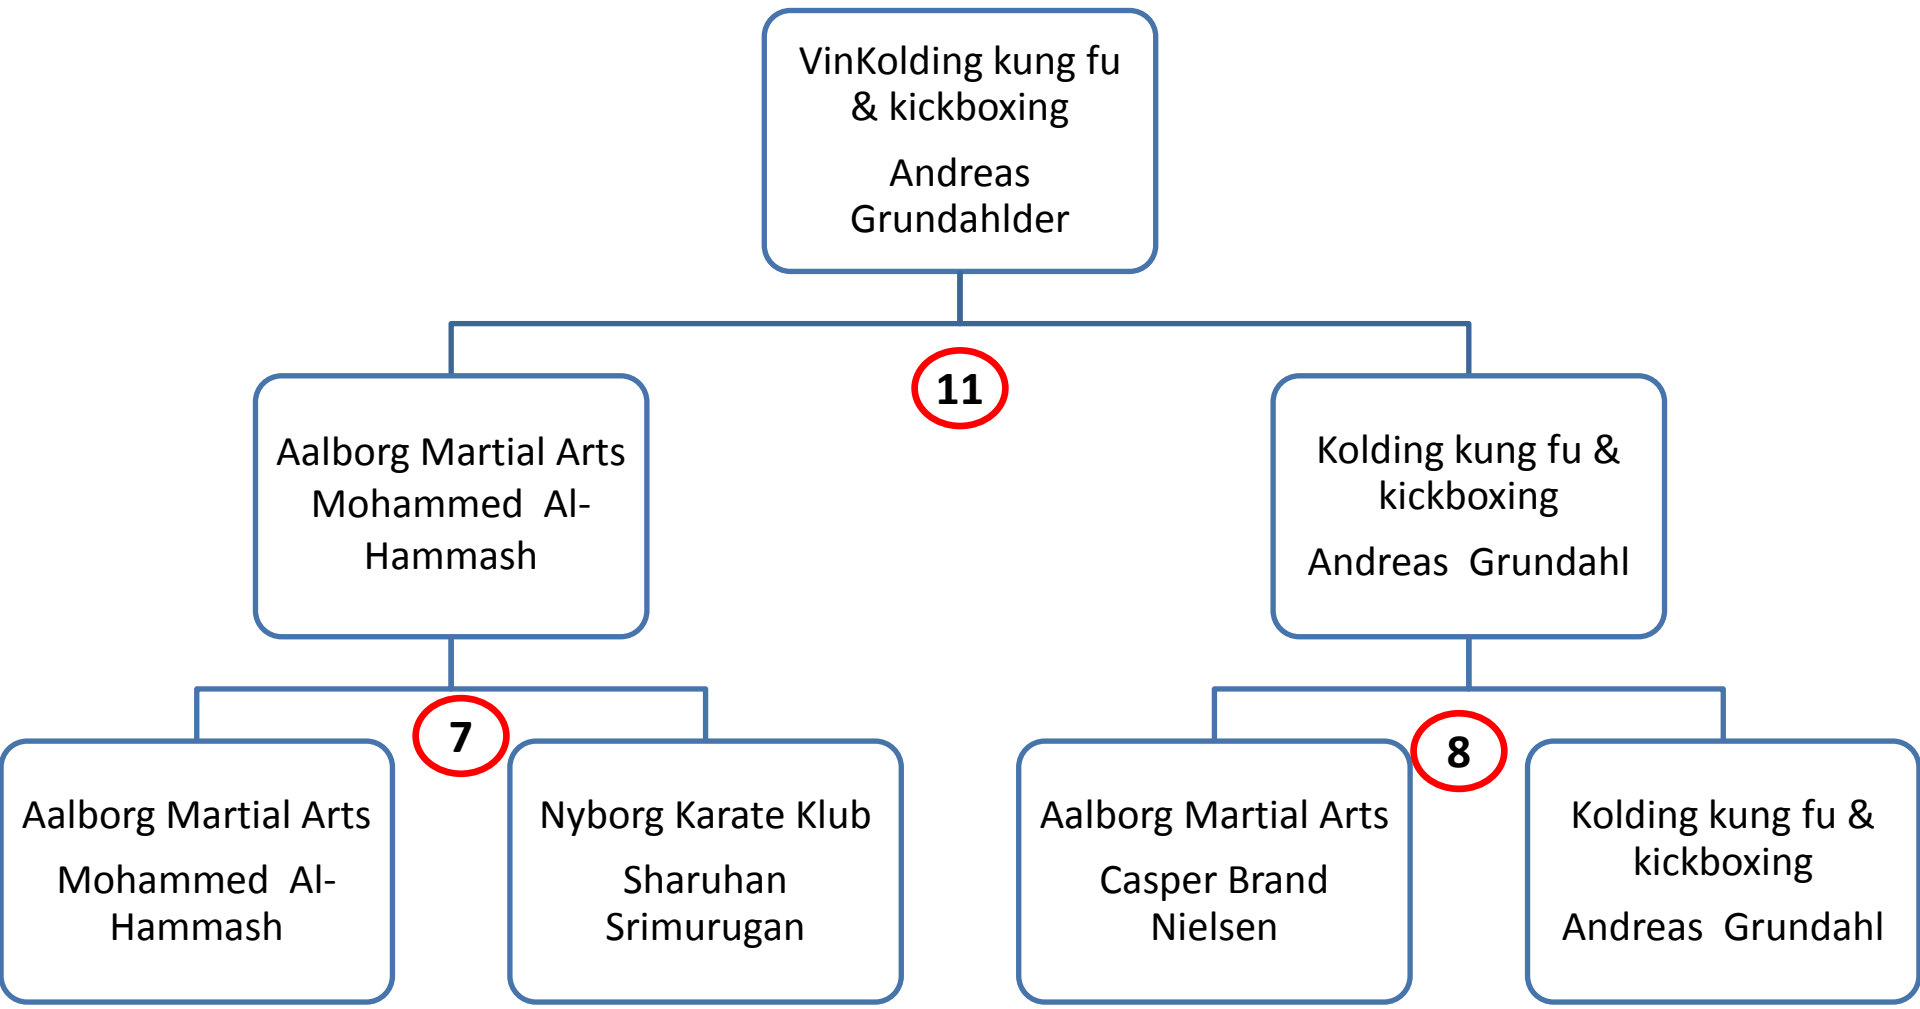 VinKolding kung fu
& kickboxing
Andreas
Grundahlder
11
Aalborg Martial Arts
Mohammed  Al-
Hammash
Kolding kung fu &
kickboxing
Andreas  Grundahl
7
8
Aalborg Martial Arts
Mohammed  Al-
Hammash
Nyborg Karate Klub
Sharuhan
Srimurugan
Aalborg Martial Arts
Casper Brand
Nielsen
Kolding kung fu &
kickboxing
Andreas  Grundahl